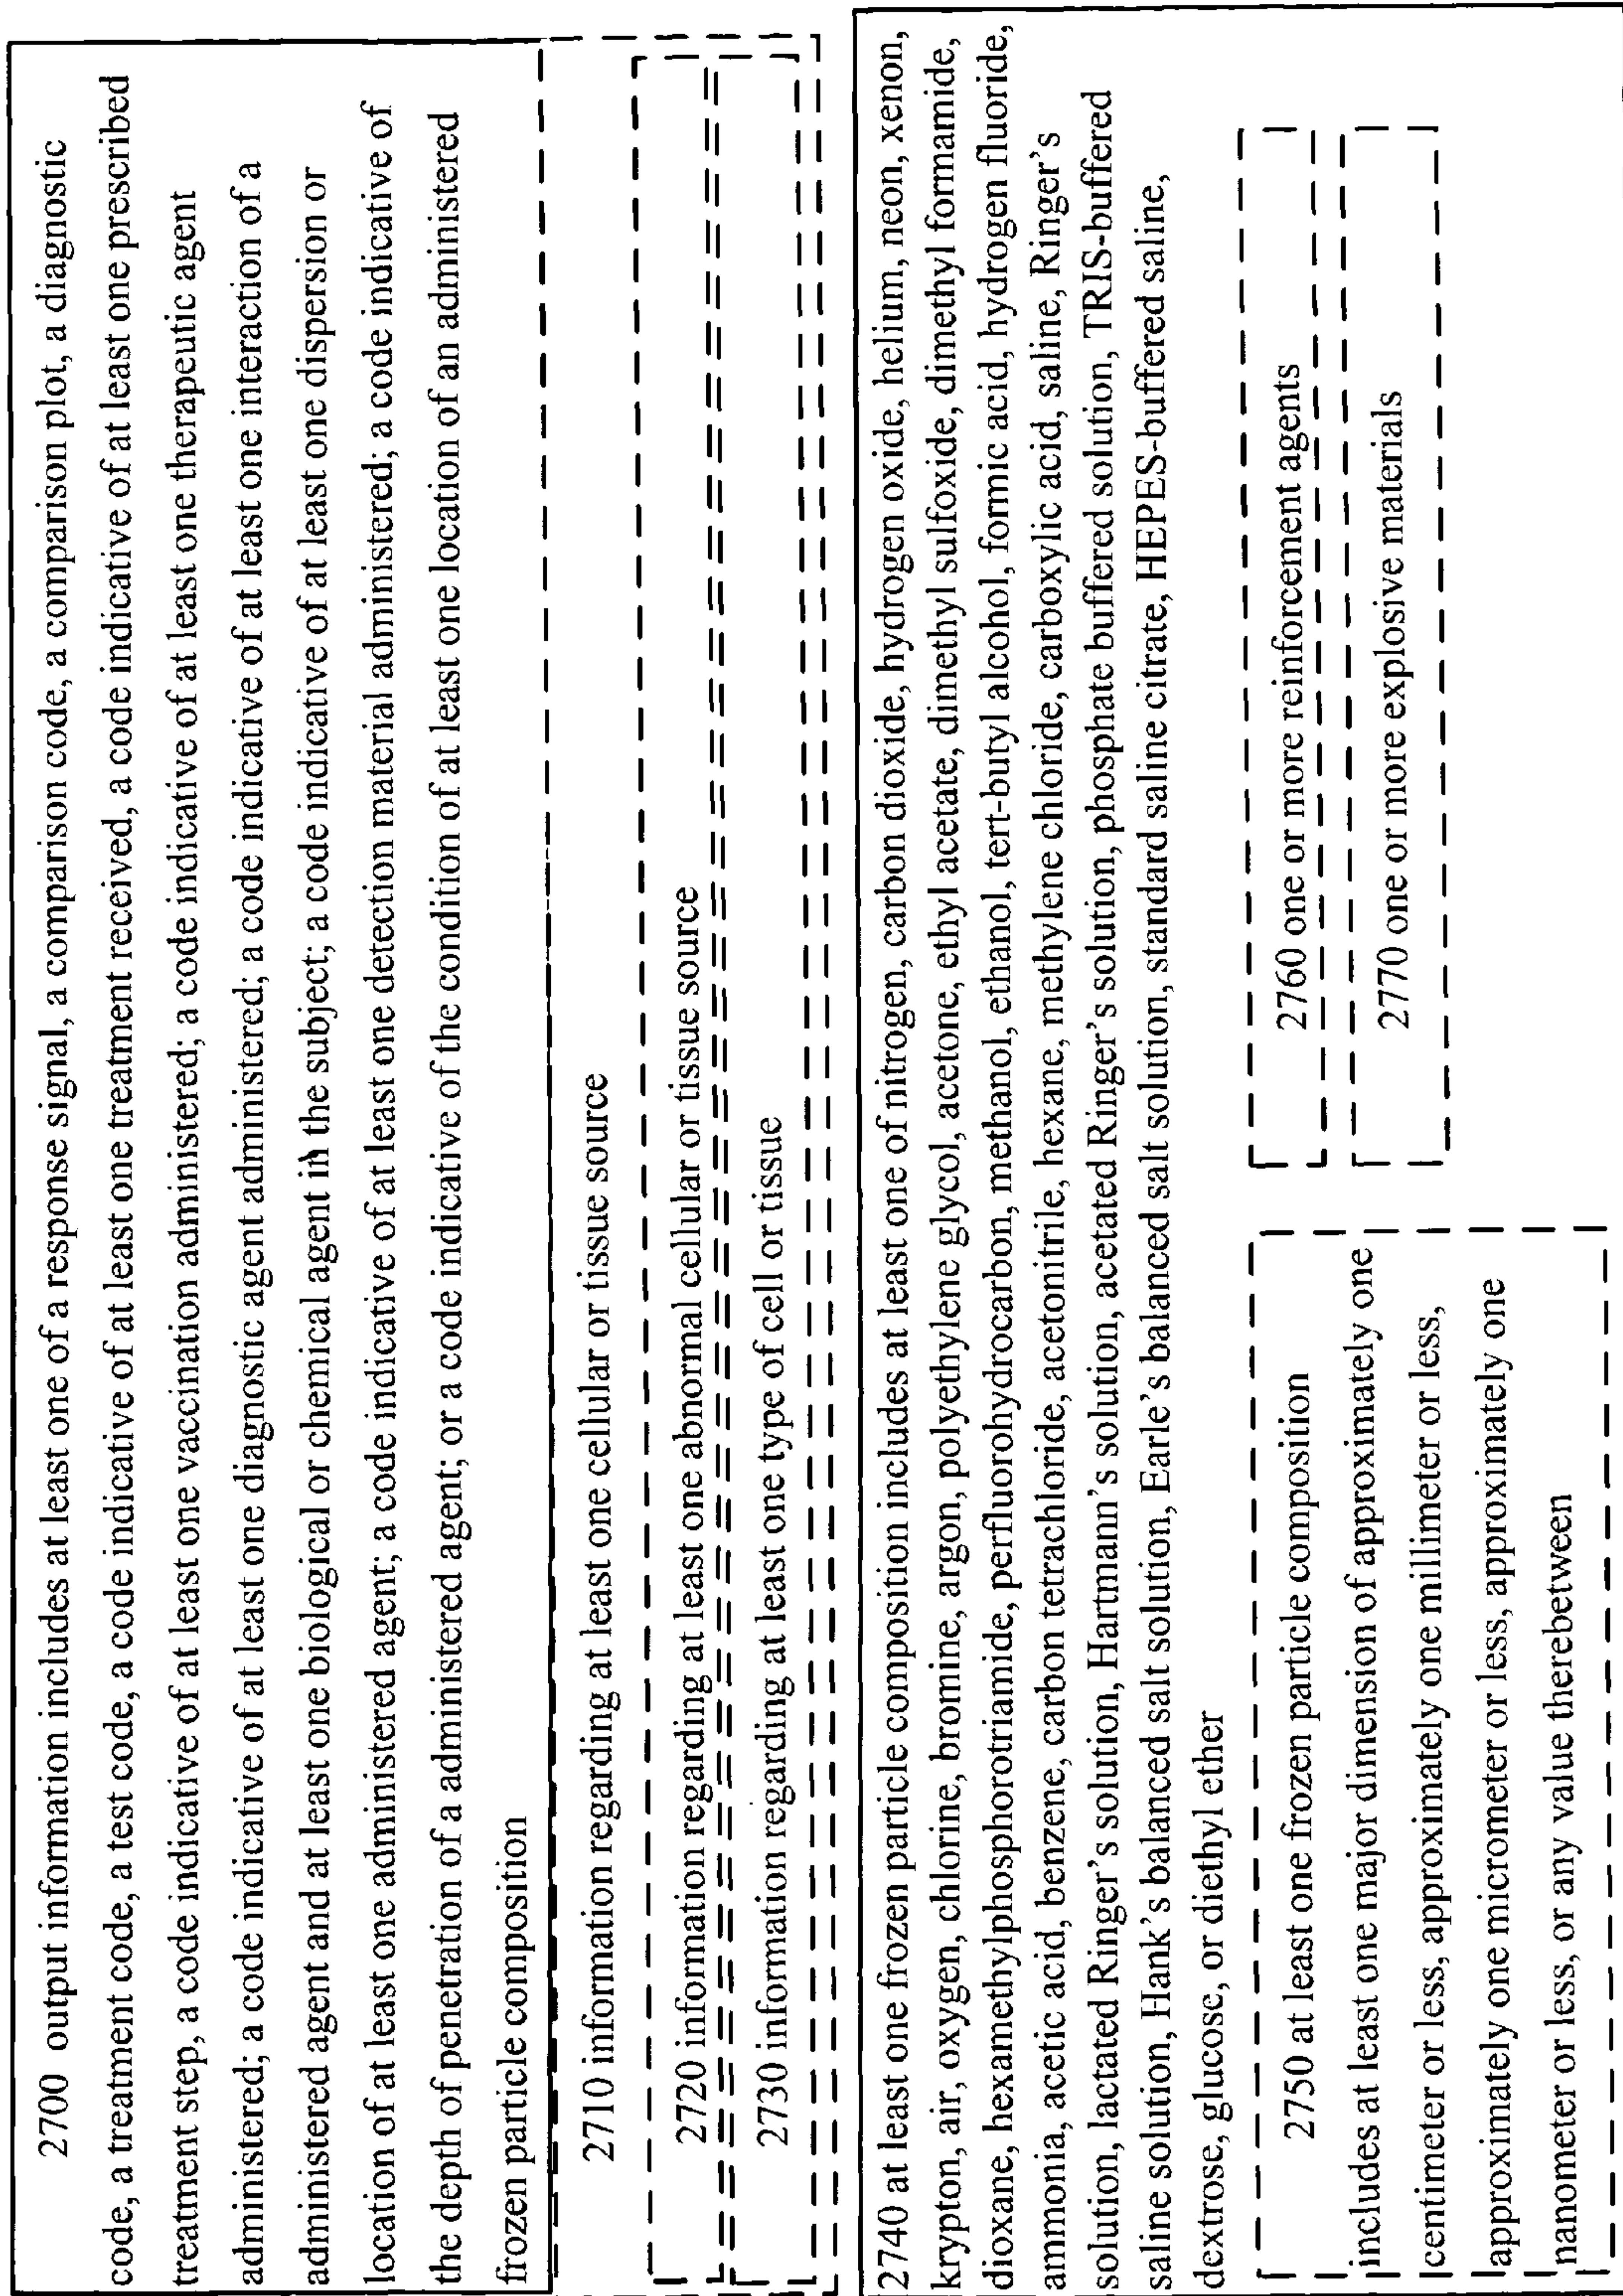 2700 output information includes at least one of a response signal, a comparison code, a comparison plot, a diagnostic
code, a treatment code, a test code, a code indicative of at least one treatment received, a code indicative of at least one prescribed
treatment step, a code indicative of at least one vaccination administered; a code indicative of at least one therapeutic agent
administered; a code indicative of at least one diagnostic agent administered; a code indicative of at least one interaction of a
administered agent and at least one biological or chemical agent in the subject; a code indicative of at least one dispersion or
location of at least one administered agent; a code indicative of at least one detection material administered; a code indicative of
the depth of penetration of a administered agent; or a code indicative of the condition of at least one location of an administered
frozen particle composition
2710 information regarding at least one cellular or tissue source
2720 information regarding at least one abnormal cellular or tissue source
2730 information regarding at least one type of cell or tissue
2740 at least one frozen particle composition includes at least one of nitrogen, carbon dioxide, hydrogen oxide, helium, neon, xenon,
krypton, air, oxygen, chlorine, bromine, argon, polyethylene glycol, acetone, ethyl acetate, dimethyl sulfoxide, dimethyl formamide,
dioxane, hexamethylphosphorotriamide, perfluorohydrocarbon, methanol, ethanol, tert-butyl alcohol, formic acid, hydrogen fluoride,
ammonia, acetic acid, benzene, carbon tetrachloride, acetonitrile, hexane, methylene chloride, carboxylic acid, saline, Ringer's
solution, lactated Ringer's solution, Hartmann's solution, acetated Ringer's solution, phosphate buffered solution, TRIS-buffered
saline solution, Hank's balanced salt solution, Earle's balanced salt solution, standard saline citrate, HEPES-buffered saline,
dextrose, glucose, or diethyl ether
2750 at least one frozen particle composition
includes at least one major dimension of approximately one
centimeter or less, approximately one millimeter or less,
approximately one micrometer or less, approximately one
nanometer or less, or any value therebetween
2760 one or more reinforcement agents
2770 one or more explosive materials